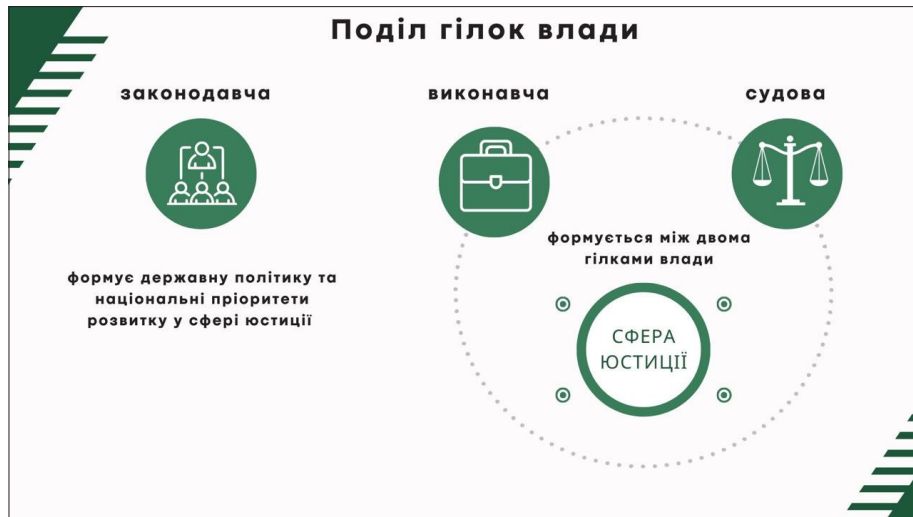 Поділ гілок влади
законодавча
виконавча
судова
формує державну політику та
національні пріоритети
розвитку у сфері юстиції
формується між двома
гілками влади
СФЕРА
ЮСТИЦІЇ